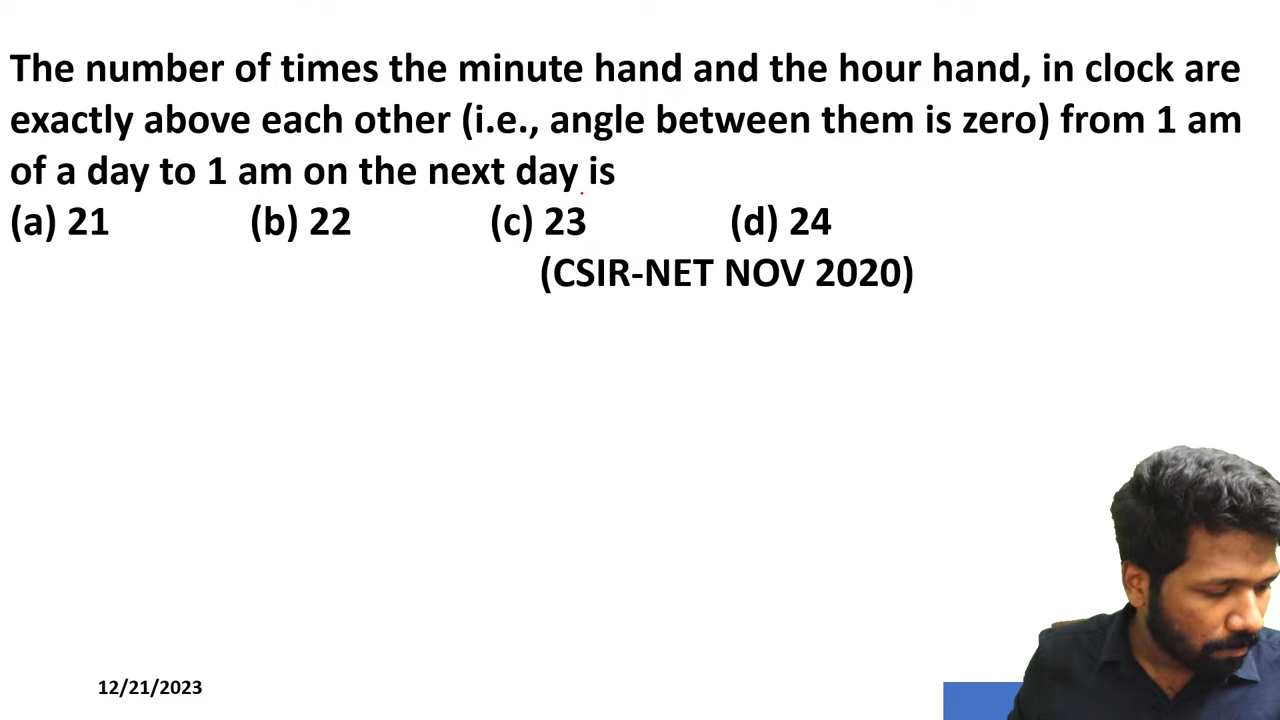 The number of times the minute hand and the hour hand, in clock are
exactly above each other (i.e., angle between them is zero) from 1 am
of a day to 1 am on the next day is
(a) 21 (b) 22 (c) 23 (d) 24
(CSIR-NET NOV 2020)
12/21/2023